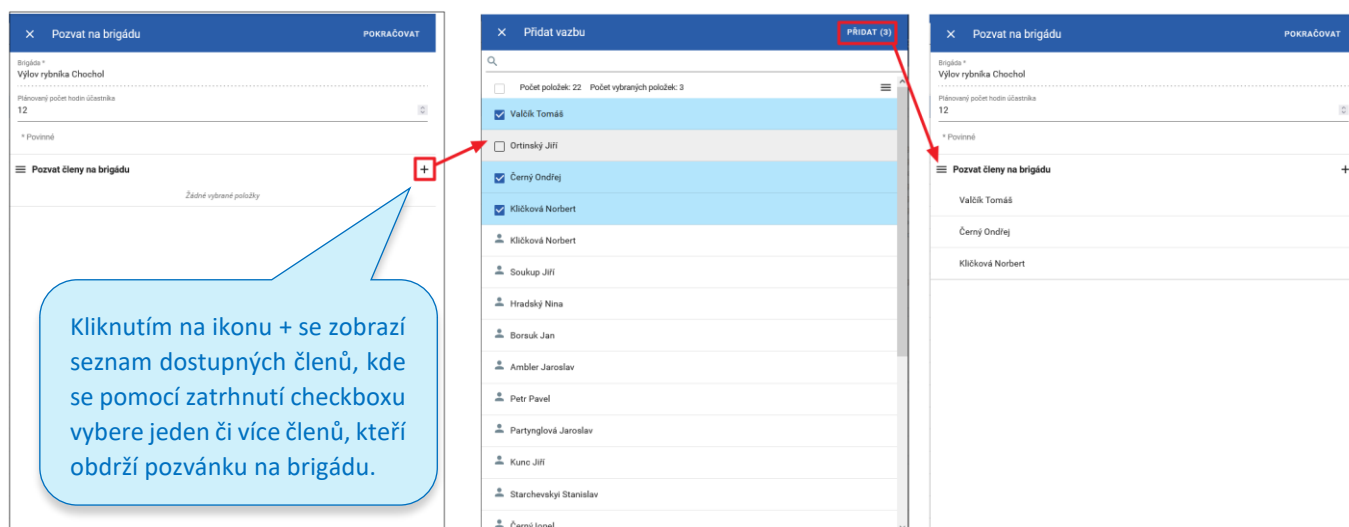 × Pozvat na brigádu POKRAČOVAT
Brigáda *
Výlov rybníka Chochol
Plánovaný počet hodin účastníka
12
* Povinné
Pozvat členy na brigádu +
Žádné vybrané položky
Kliknutím na ikonu + se zobrazí
seznam dostupných členů, kde
se pomocí zatrhnutí checkboxu
vybere jeden či více členů, kteří
obdrží pozvánku na brigádu.
× Přidat vazbu PŘIDAT (3)
Počet položek: 22 Počet vybraných položek: 3
Valčík Tomáš
Ortinský Jiří
Černý Ondřej
Kličková Norbert
Kličková Norbert
Soukup Jiří
Hradský Nina
Borsuk Jan
Ambler Jaroslav
Petr Pavel
Partynglová Jaroslav
Kunc Jiří
Starchevskyi Stanislav
Černý Ionel
× Pozvat na brigádu POKRAČOVAT
Brigáda *
Výlov rybníka Chochol
Plánovaný počet hodin účastníka
12
* Povinné
Pozvat členy na brigádu +
Valčík Tomáš
Černý Ondřej
Kličková Norbert